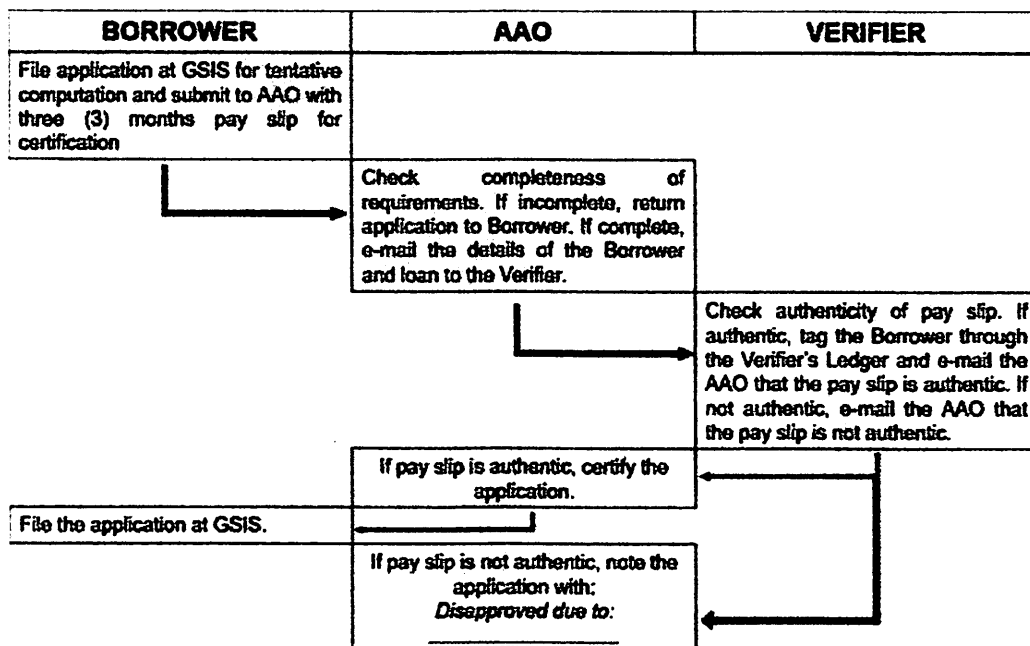 BORROWER
AAO
VERIFIER
File application at GSIS for tentative
computation and submit to AAO with
three (3) months pay slip for
certification
Check completeness of
requirements. If incomplete, return
application to Borrower. If complete,
e-mail the details of the Borrower
and loan to the Verifier.
Check authenticity of pay slip. If
authentic, tag the Borrower through
the Verifier's Ledger and e-mail the
AAO that the pay slip is authentic. If
not authentic, e-mail the AAO that
the pay slip is not authentic.
If pay slip is authentic, certify the
application.
File the application at GSIS.
If pay slip is not authentic, note the
application with:
Disapproved due to: